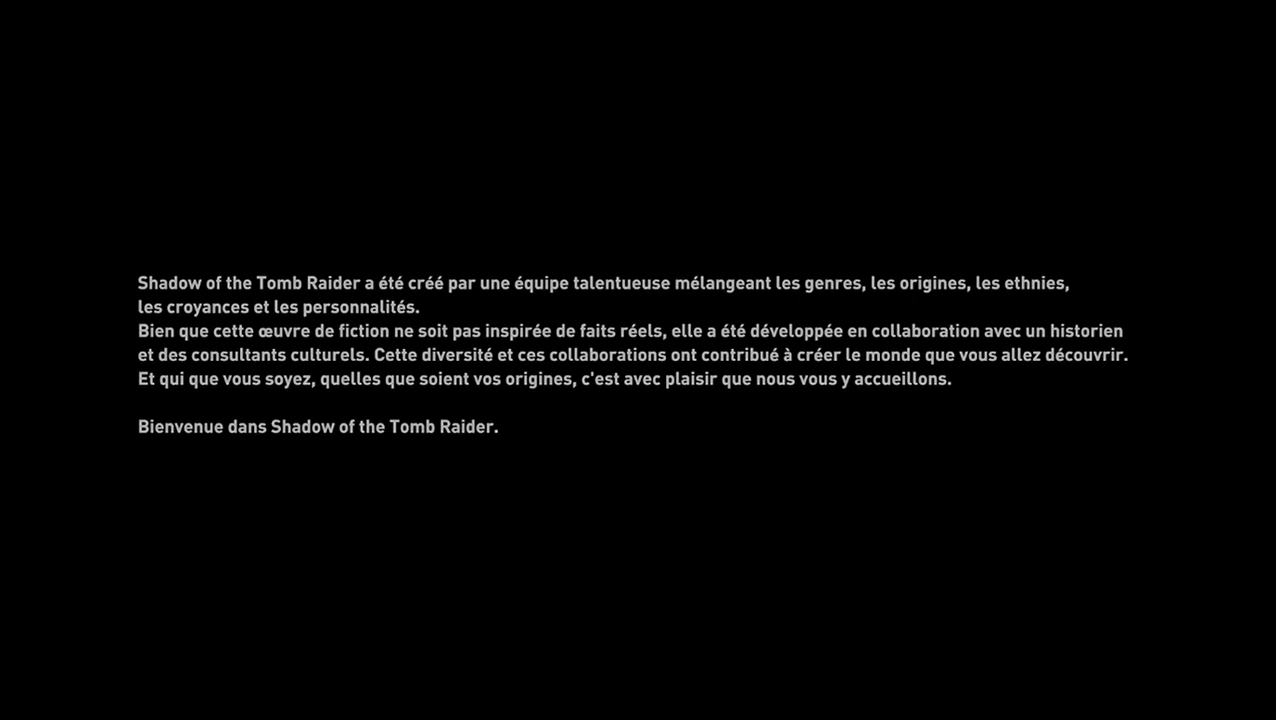 Shadow of the Tomb Raider a été créé par une équipe talentueuse mélangeant les genres, les origines, les ethnies,
les croyances et les personnalités.
Bien que cette œuvre de fiction ne soit pas inspirée de faits réels, elle a été développée en collaboration avec un historien
et des consultants culturels. Cette diversité et ces collaborations ont contribué à créer le monde que vous allez découvrir.
Et qui que vous soyez, quelles que soient vos origines, c'est avec plaisir que nous vous y accueillons.
Bienvenue dans Shadow of the Tomb Raider.